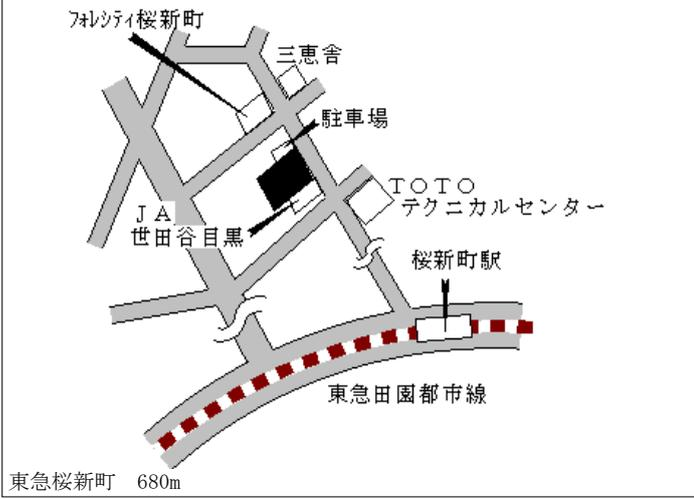 フォレシティ桜新町
三恵舎
駐車場
ＴＯＴＯ
テクニカルセンター
ＪＡ
世田谷目黒
桜新町駅
東急田園都市線
東急桜新町　680m